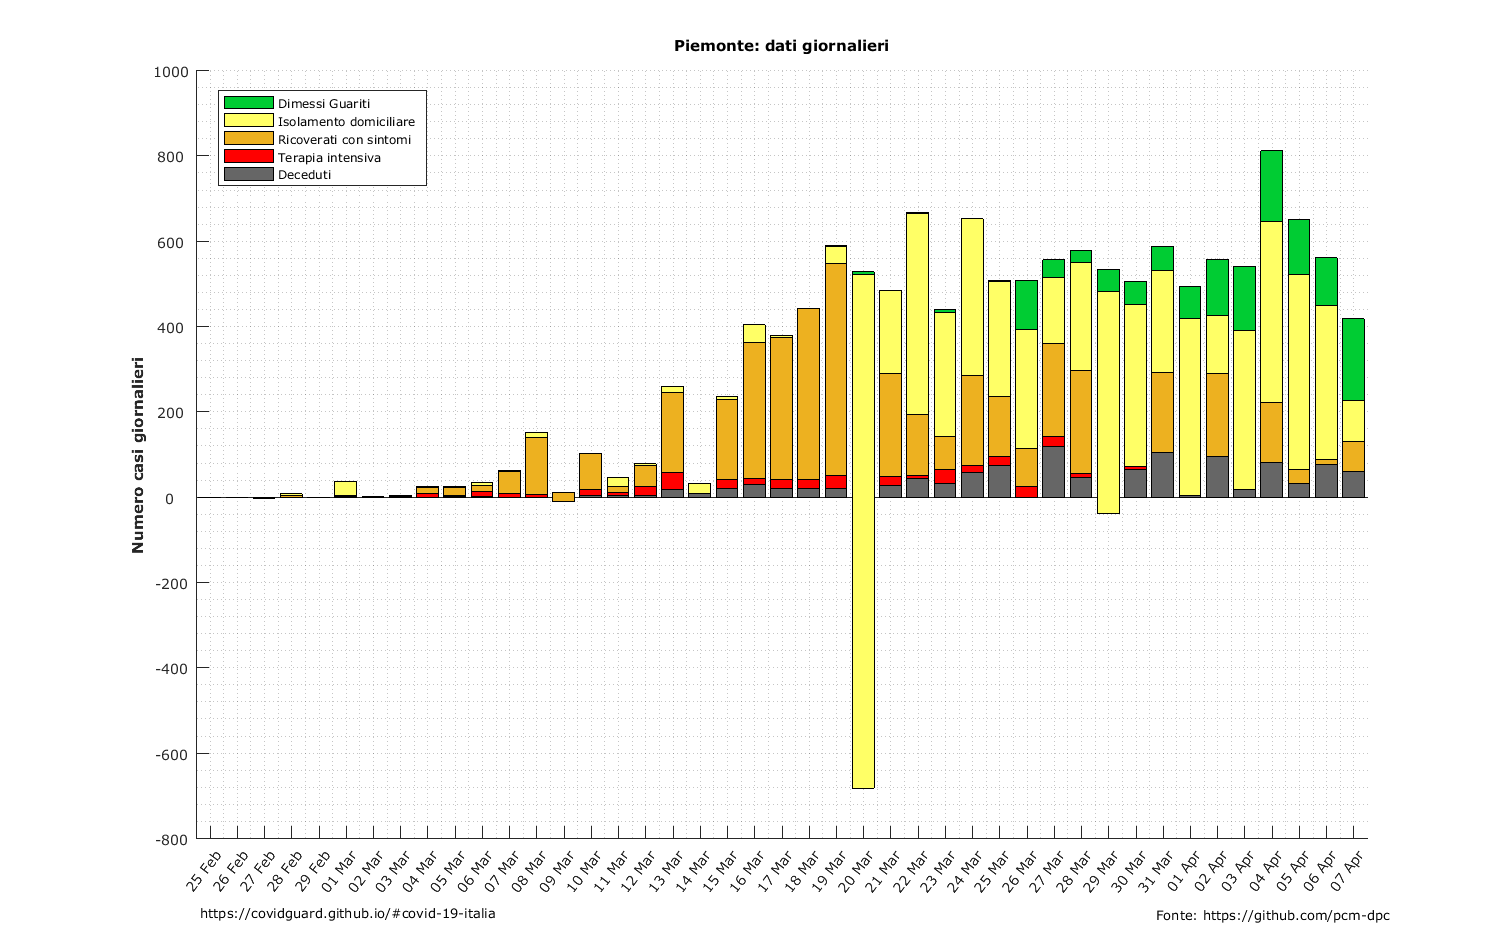 Piemonte: dati giornalieri
Numero casi giornalieri
1000
800
600
400
200
0
-200
-400
-600
-800
Dimessi Guariti
Isolamento domiciliare
Ricoverati con sintomi
Terapia intensiva
Deceduti
25 Feb
26 Feb
27 Feb
28 Feb
29 Feb
01 Mar
02 Mar
03 Mar
04 Mar
05 Mar
06 Mar
07 Mar
08 Mar
09 Mar
10 Mar
11 Mar
12 Mar
13 Mar
14 Mar
15 Mar
16 Mar
17 Mar
18 Mar
19 Mar
20 Mar
21 Mar
22 Mar
23 Mar
24 Mar
25 Mar
26 Mar
27 Mar
28 Mar
29 Mar
30 Mar
31 Mar
01 Apr
02 Apr
03 Apr
04 Apr
05 Apr
06 Apr
07 Apr
https://covidguard.github.io/#covid-19-italia
Fonte: https://github.com/pcm-dpc